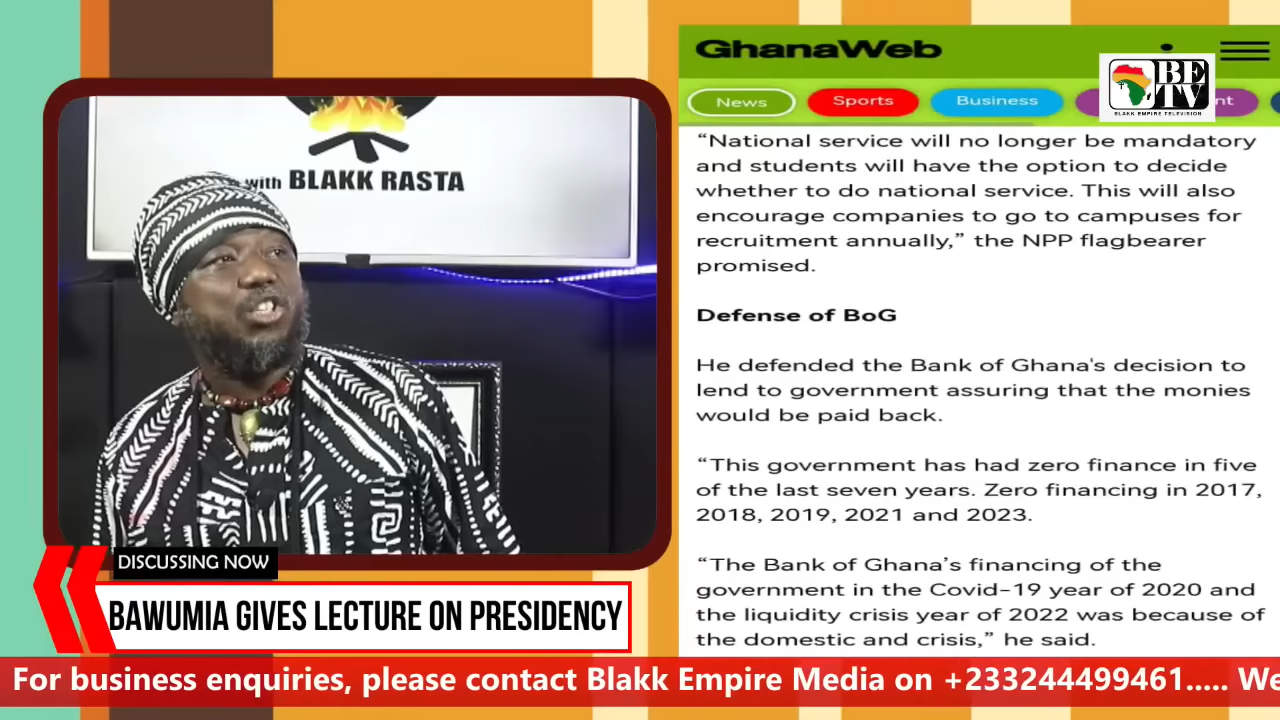 with BLAKK RASTA
DISCUSSING NOW
BAWUMIA GIVES LECTURE ON PRESIDENCY
GhanaWeb
BE
TV
BLAKK EMPIRE TELEVISION
News
Sports
Business
nt
“National service will no longer be mandatory
and students will have the option to decide
whether to do national service. This will also
encourage companies to go to campuses for
recruitment annually,” the NPP flagbearer
promised.
Defense of BoG
He defended the Bank of Ghana's decision to
lend to government assuring that the monies
would be paid back.
“This government has had zero finance in five
of the last seven years. Zero financing in 2017,
2018, 2019, 2021 and 2023.
“The Bank of Ghana’s financing of the
government in the Covid-19 year of 2020 and
the liquidity crisis year of 2022 was because of
the domestic and crisis,” he said.
For business enquiries, please contact Blakk Empire Media on +233244499461..... We